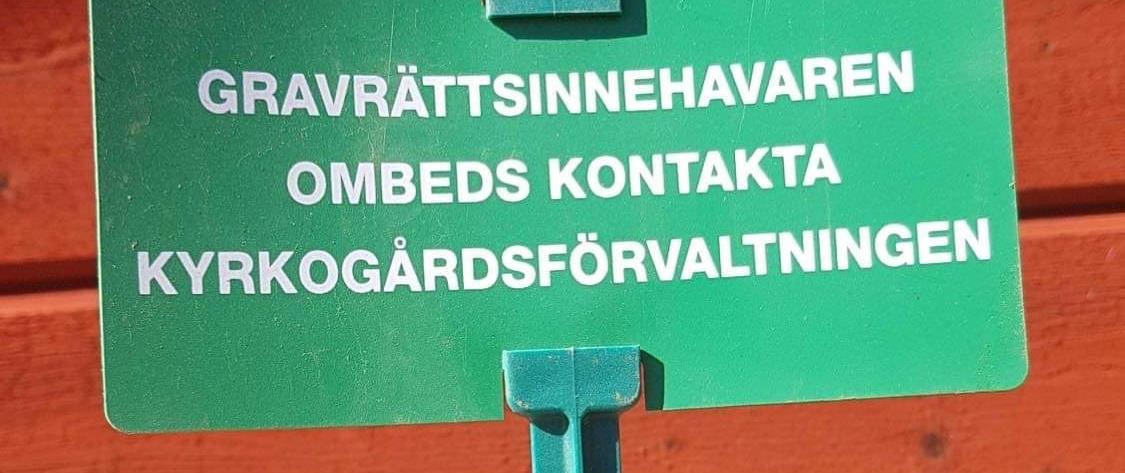 GRAVRÄTTSINNEHAVAREN
OMBEDS KONTAKTA
KYRKOGÅRDSFÖRVALTNINGEN